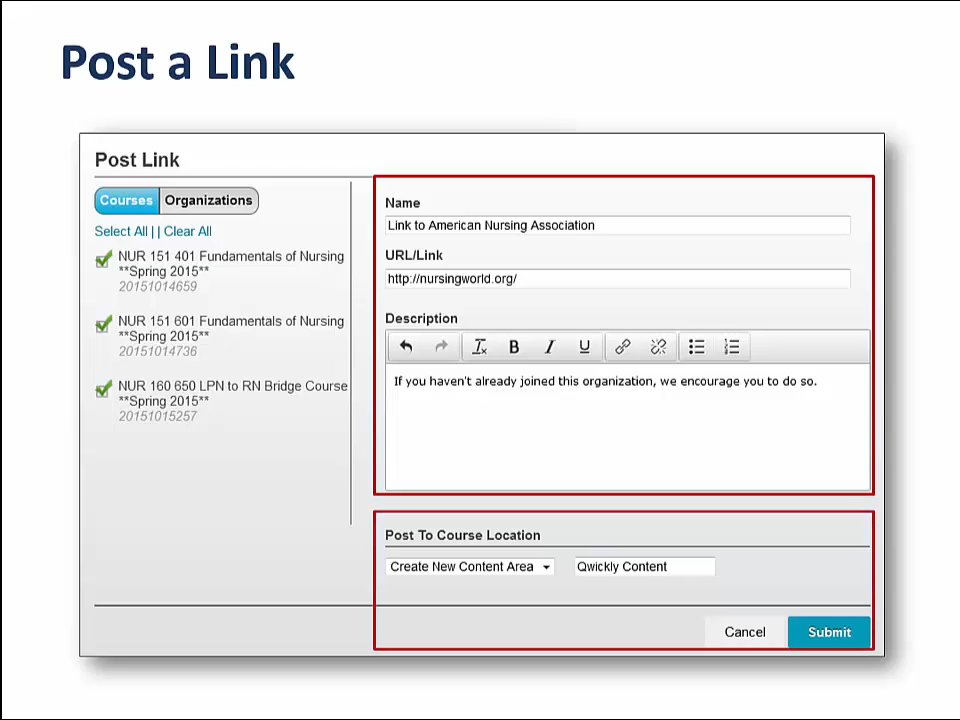 Post a Link
Post Link
Courses Organizations
Select All | | Clear All
NUR 151 401 Fundamentals of Nursing
**Spring 2015**
20151014659
NUR 151 601 Fundamentals of Nursing
**Spring 2015**
20151014736
NUR 160 650 LPN to RN Bridge Course
**Spring 2015**
20151015257
Name
Link to American Nursing Association
URL/Link
http://nursingworld.org/
Description
If you haven't already joined this organization, we encourage you to do so.
Post To Course Location
Create New Content Area Qwickly Content
Cancel Submit